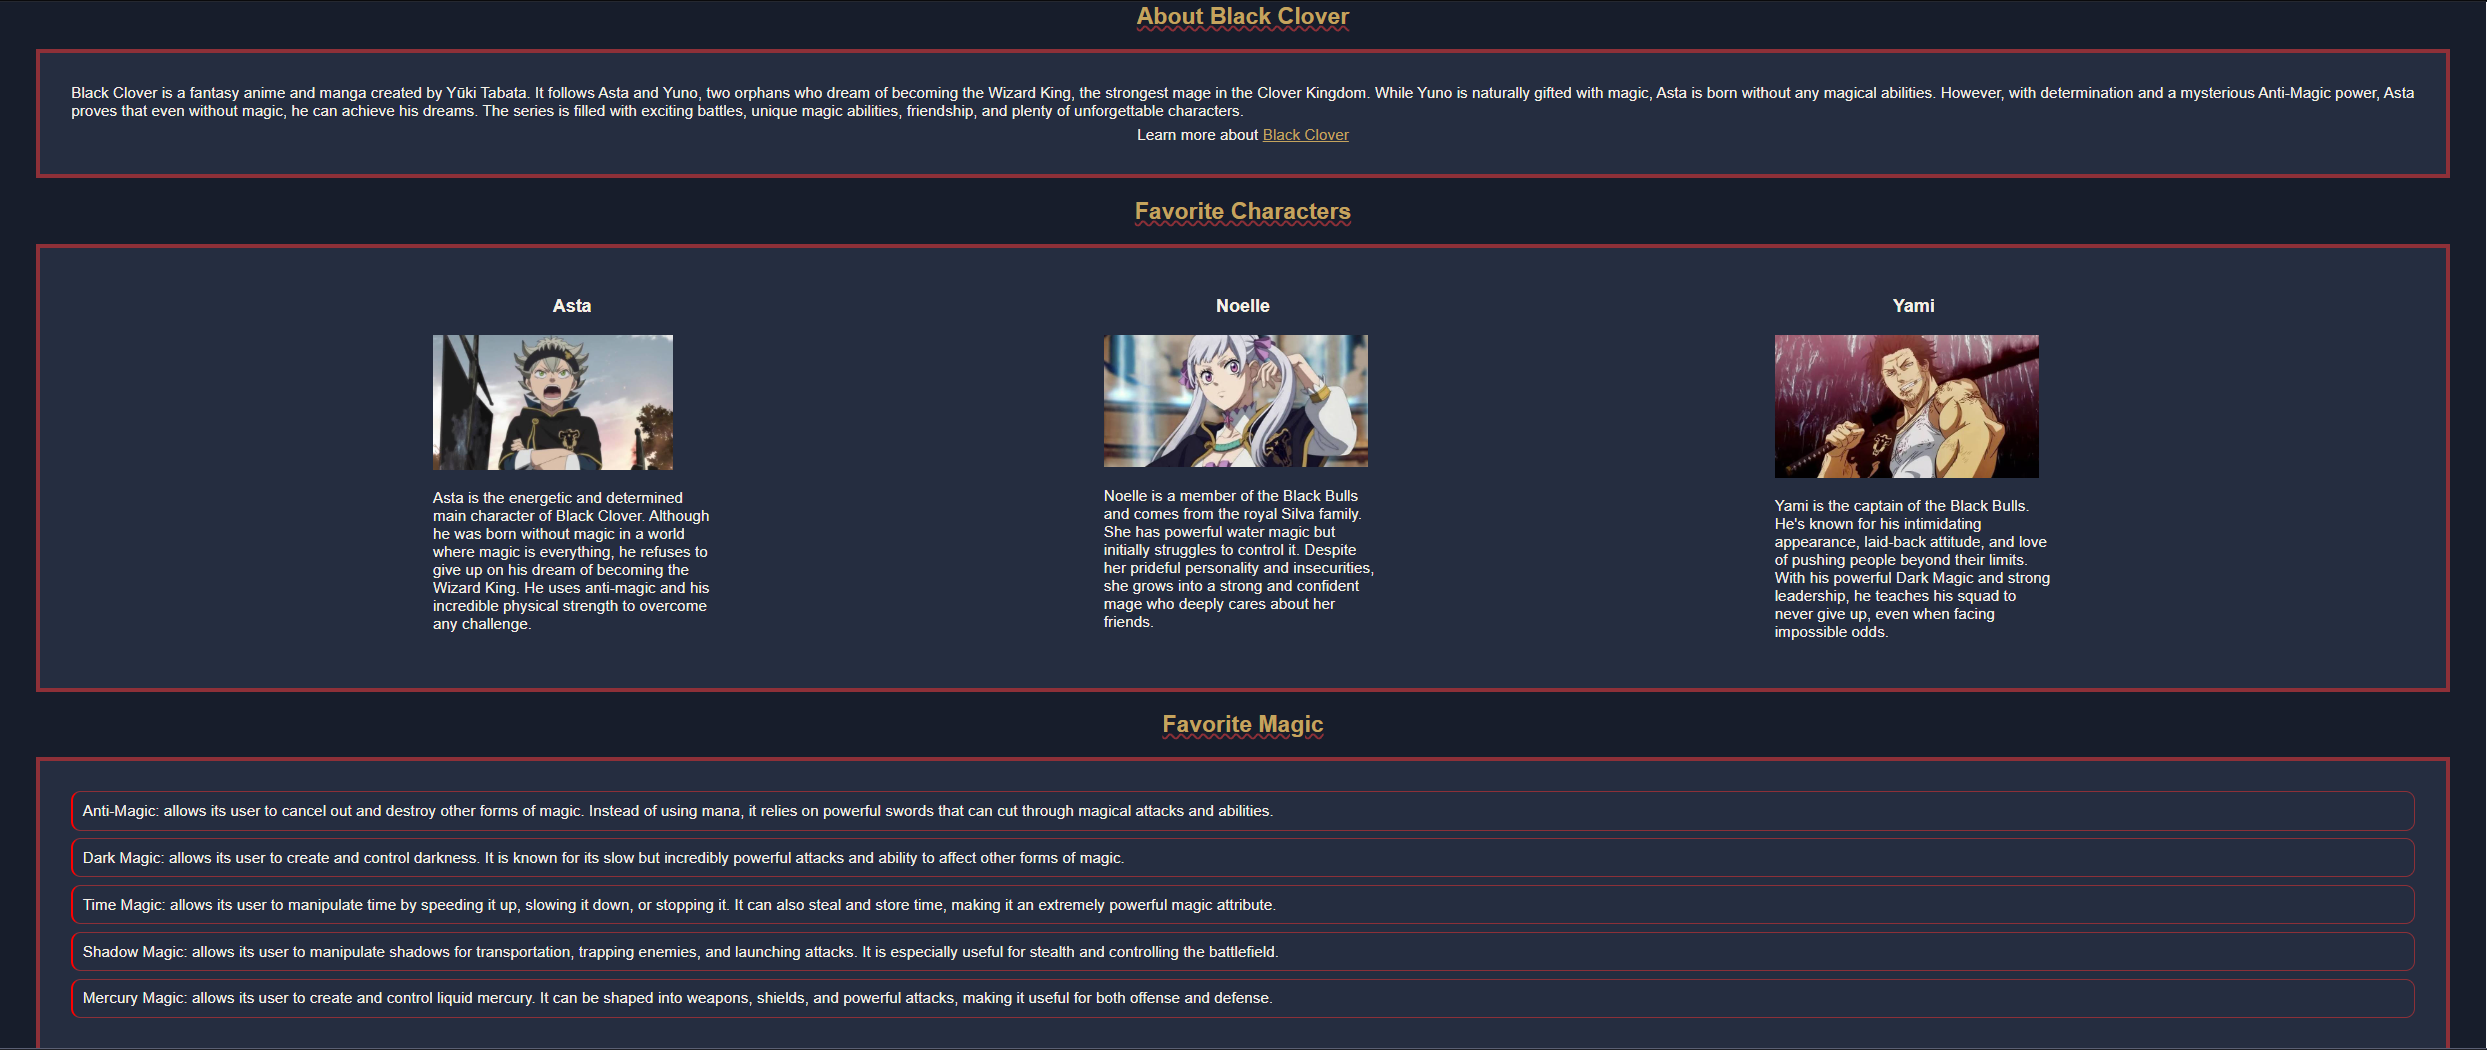 About Black Clover
Black Clover is a fantasy anime and manga created by Yūki Tabata. It follows Asta and Yuno, two orphans who dream of becoming the Wizard King, the strongest mage in the Clover Kingdom. While Yuno is naturally gifted with magic, Asta is born without any magical abilities. However, with determination and a mysterious Anti-Magic power, Asta
proves that even without magic, he can achieve his dreams. The series is filled with exciting battles, unique magic abilities, friendship, and plenty of unforgettable characters.
Learn more about Black Clover
Favorite Characters
Asta
Asta is the energetic and determined
main character of Black Clover. Although
he was born without magic in a world
where magic is everything, he refuses to
give up on his dream of becoming the
Wizard King. He uses anti-magic and his
incredible physical strength to overcome
any challenge.
Noelle
Noelle is a member of the Black Bulls
and comes from the royal Silva family.
She has powerful water magic but
initially struggles to control it. Despite
her prideful personality and insecurities,
she grows into a strong and confident
mage who deeply cares about her
friends.
Yami
Yami is the captain of the Black Bulls.
He's known for his intimidating
appearance, laid-back attitude, and love
of pushing people beyond their limits.
With his powerful Dark Magic and strong
leadership, he teaches his squad to
never give up, even when facing
impossible odds.
Favorite Magic
Anti-Magic: allows its user to cancel out and destroy other forms of magic. Instead of using mana, it relies on powerful swords that can cut through magical attacks and abilities.
Dark Magic: allows its user to create and control darkness. It is known for its slow but incredibly powerful attacks and ability to affect other forms of magic.
Time Magic: allows its user to manipulate time by speeding it up, slowing it down, or stopping it. It can also steal and store time, making it an extremely powerful magic attribute.
Shadow Magic: allows its user to manipulate shadows for transportation, trapping enemies, and launching attacks. It is especially useful for stealth and controlling the battlefield.
Mercury Magic: allows its user to create and control liquid mercury. It can be shaped into weapons, shields, and powerful attacks, making it useful for both offense and defense.